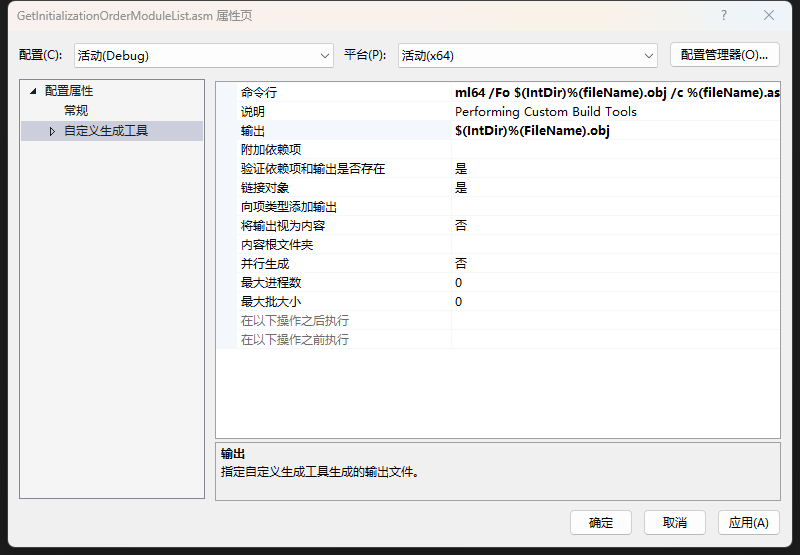 GetInitializationOrderModuleList.asm 属性页
配置(C): 活动(Debug) 平台(P): 活动(x64) 配置管理器(O)...
配置属性
常规
自定义生成工具
命令行 ml64 /Fo $(IntDir)%(fileName).obj /c %(fileName).as
说明 Performing Custom Build Tools
输出 $(IntDir)%(FileName).obj
附加依赖项
验证依赖项和输出是否存在 是
链接对象 是
向项类型添加输出
将输出视为内容 否
内容根文件夹
并行生成 否
最大进程数 0
最大批大小 0
在以下操作之后执行
在以下操作之前执行
输出
指定自定义生成工具生成的输出文件。
确定 取消 应用(A)